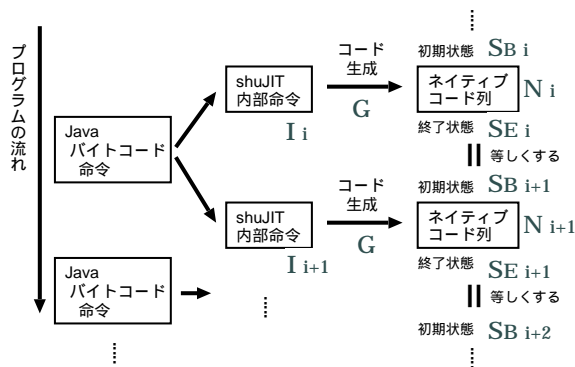 プログラムの流れ
Java
バイトコード
命令
shuJIT
内部命令
I i
コード
生成
G
初期状態 SB i
ネイティブ
コード列
N i
終了状態 SE i
等しくする
shuJIT
内部命令
I i+1
コード
生成
G
初期状態 SB i+1
ネイティブ
コード列
N i+1
終了状態 SE i+1
等しくする
Java
バイトコード
命令
初期状態 SB i+2